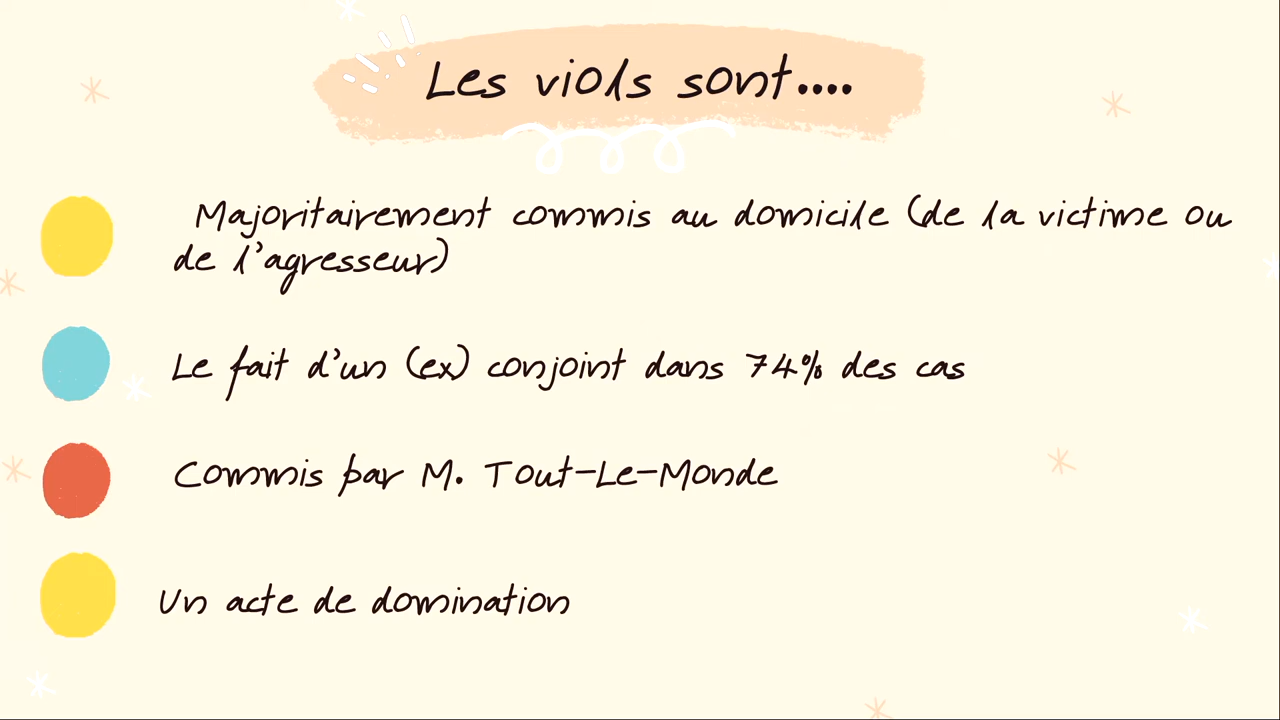 Les viols sont....
Majoritairement commis au domicile (de la victime ou
de l'agresseur)
Le fait d'un (ex) conjoint dans 74% des cas
Commis par M. Tout-Le-Monde
Un acte de domination